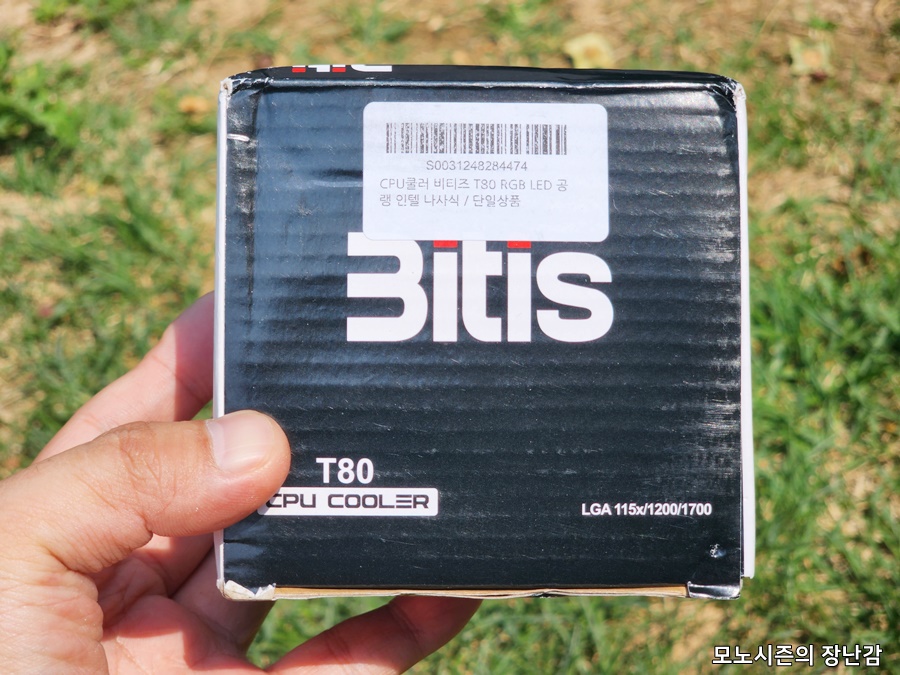 S0031248284474
CPU쿨러 비티즈 T80 RGB LED 공
랭 인텔 나사식 / 단일상품
Bitis
T80
CPU COOLER
LGA 115x/1200/1700
모노시즌의 장난감